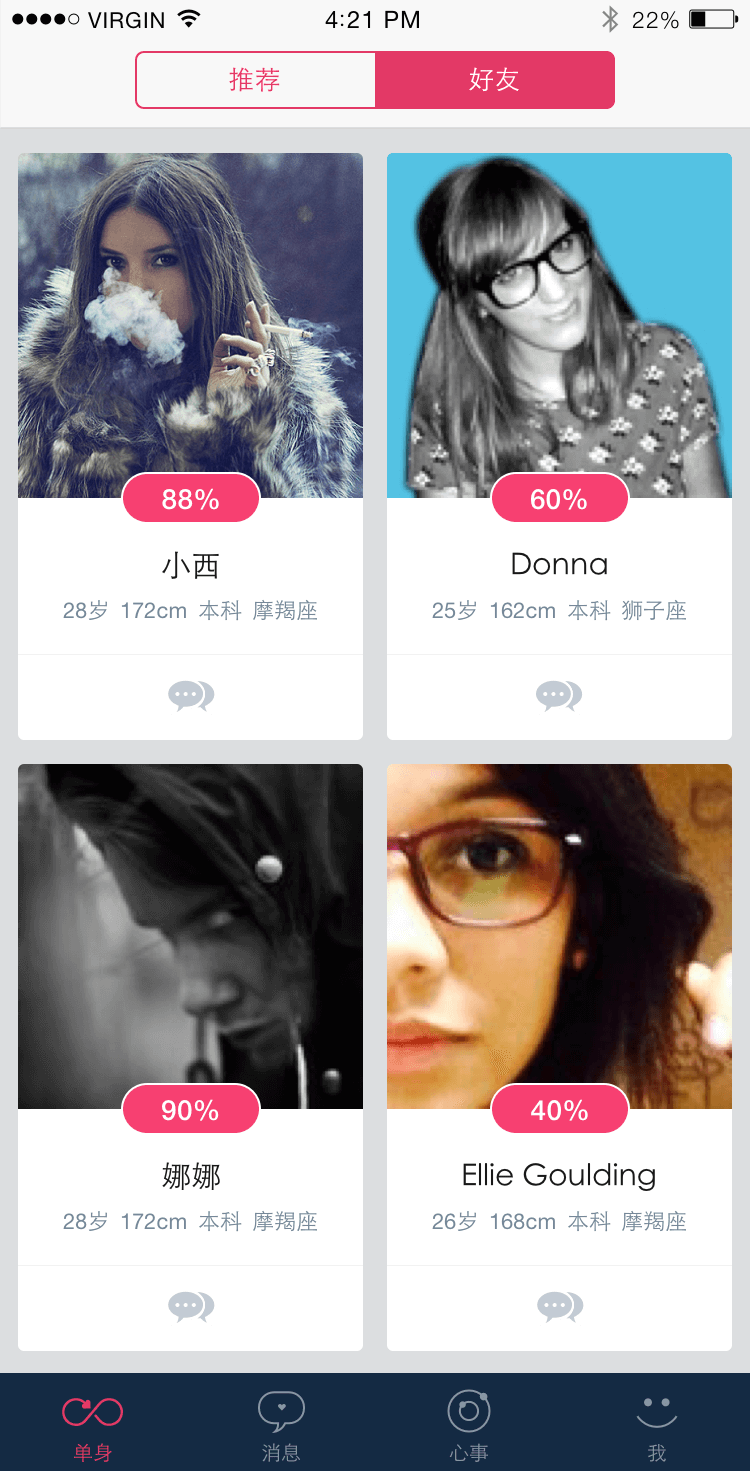 VIRGIN 4:21 PM 22%
推荐 好友
88% 60%
小西 Donna
28岁 172cm 本科 摩羯座 25岁 162cm 本科 狮子座
90% 40%
娜娜 Ellie Goulding
28岁 172cm 本科 摩羯座 26岁 168cm 本科 摩羯座
单身 消息 心事 我